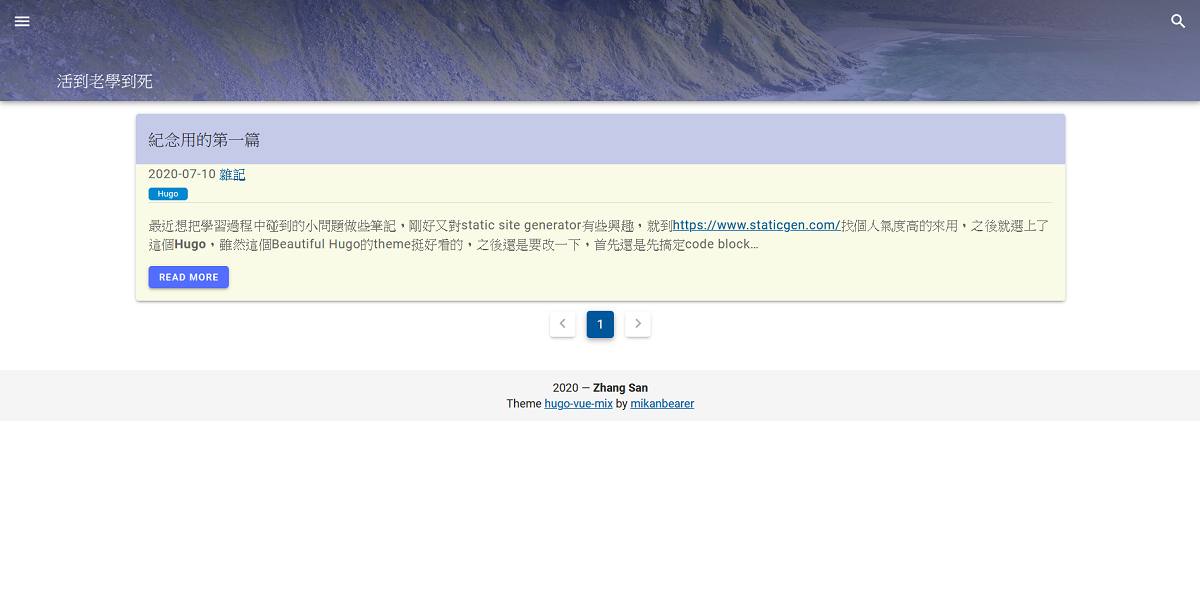 活到老學到死
紀念用的第一篇
2020-07-10 雜記
Hugo
最近想把學習過程中碰到的小問題做些筆記，剛好又對static site generator有些興趣，就到https://www.staticgen.com/找個人氣度高的來用，之後就選上了
這個Hugo，雖然這個Beautiful Hugo的theme挺好看的，之後還是要改一下，首先還是先搞定code block…
READ MORE
1
2020 — Zhang San
Theme hugo-vue-mix by mikanbearer